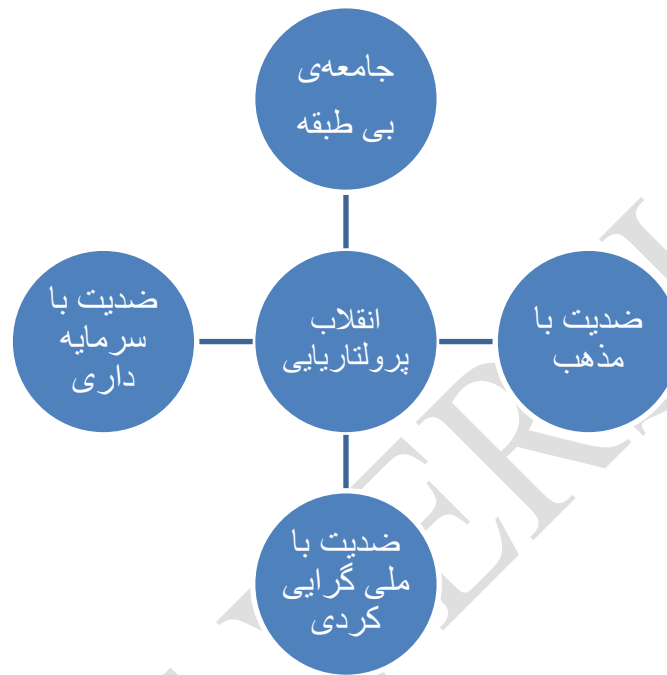 جامعه‌ی
بی طبقه
ضدیت با
مذهب
انقلاب
پرولتاریایی
ضدیت با
سرمایه
داری
ضدیت با
ملی گرایی
کردی